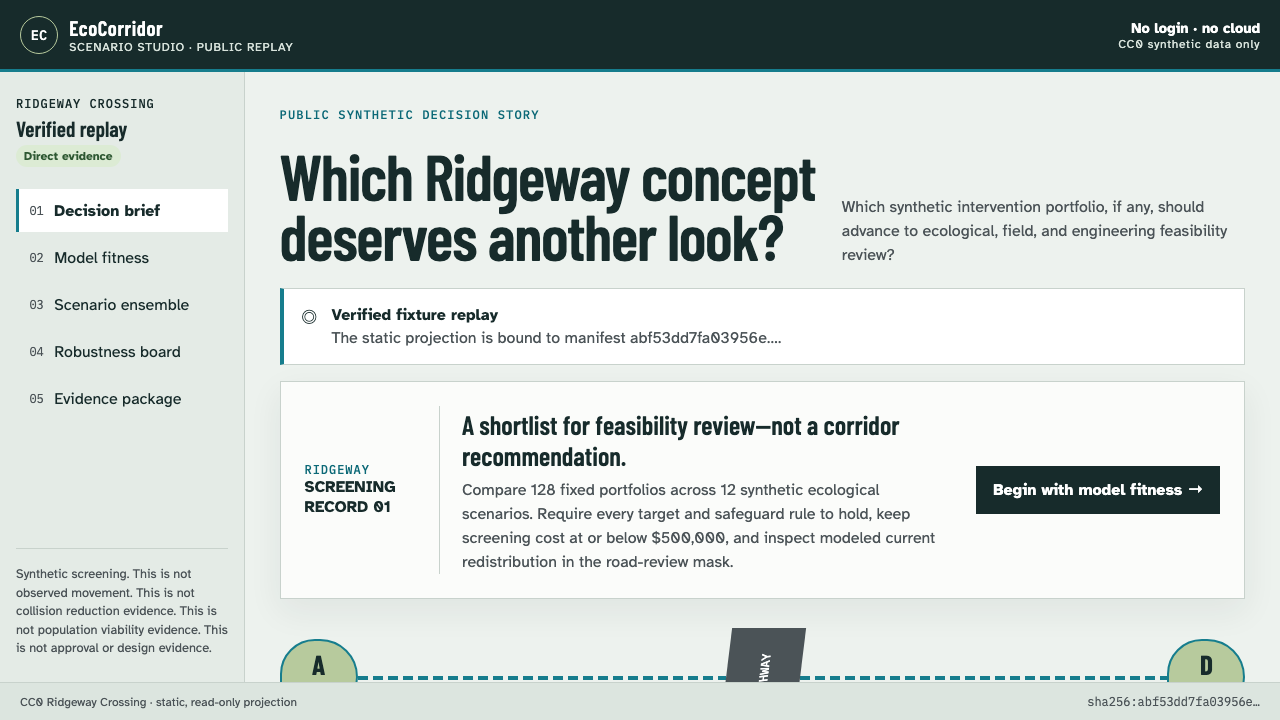 EC
EcoCorridor
SCENARIO STUDIO · PUBLIC REPLAY
No login · no cloud
CC0 synthetic data only
RIDGEWAY CROSSING
Verified replay
Direct evidence
01 Decision brief
02 Model fitness
03 Scenario ensemble
04 Robustness board
05 Evidence package
Synthetic screening. This is not
observed movement. This is not
collision reduction evidence. This is
not population viability evidence. This
is not approval or design evidence.
PUBLIC SYNTHETIC DECISION STORY
Which Ridgeway concept
deserves another look?
Which synthetic intervention portfolio, if any, should
advance to ecological, field, and engineering feasibility
review?
Verified fixture replay
The static projection is bound to manifest abf53dd7fa03956e....
RIDGEWAY
SCREENING
RECORD 01
A shortlist for feasibility review—not a corridor
recommendation.
Compare 128 fixed portfolios across 12 synthetic ecological
scenarios. Require every target and safeguard rule to hold, keep
screening cost at or below $500,000, and inspect modeled current
redistribution in the road-review mask.
Begin with model fitness →
A
D
CC0 Ridgeway Crossing · static, read-only projection
sha256:abf53dd7fa03956e…